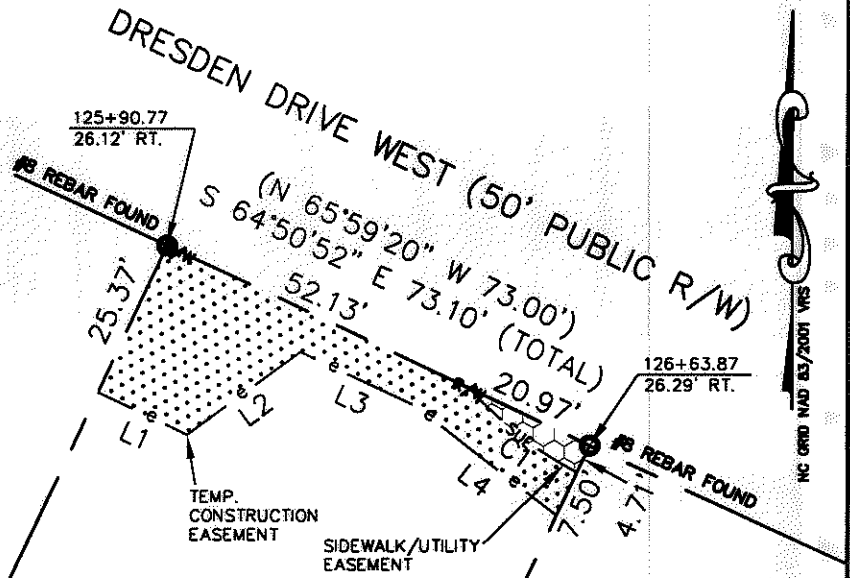 DRESDEN DRIVE WEST (50' PUBLIC R/W)
125+90.77
26.12' RT.
#8 REBAR FOUND
(N 65°59'20" W 73.00')
S 64°50'52" E 73.10' (TOTAL)
52.13'
R/W
25.37'
R/W
20.97'
126+63.87
26.29' RT.
#8 REBAR FOUND
NC GRID NAD 83/2001 VRS
e
L1
e
L2
e
L3
e
L4
e
SUE
C1
7.50'
4.71'
TEMP.
CONSTRUCTION
EASEMENT
SIDEWALK/UTILITY
EASEMENT